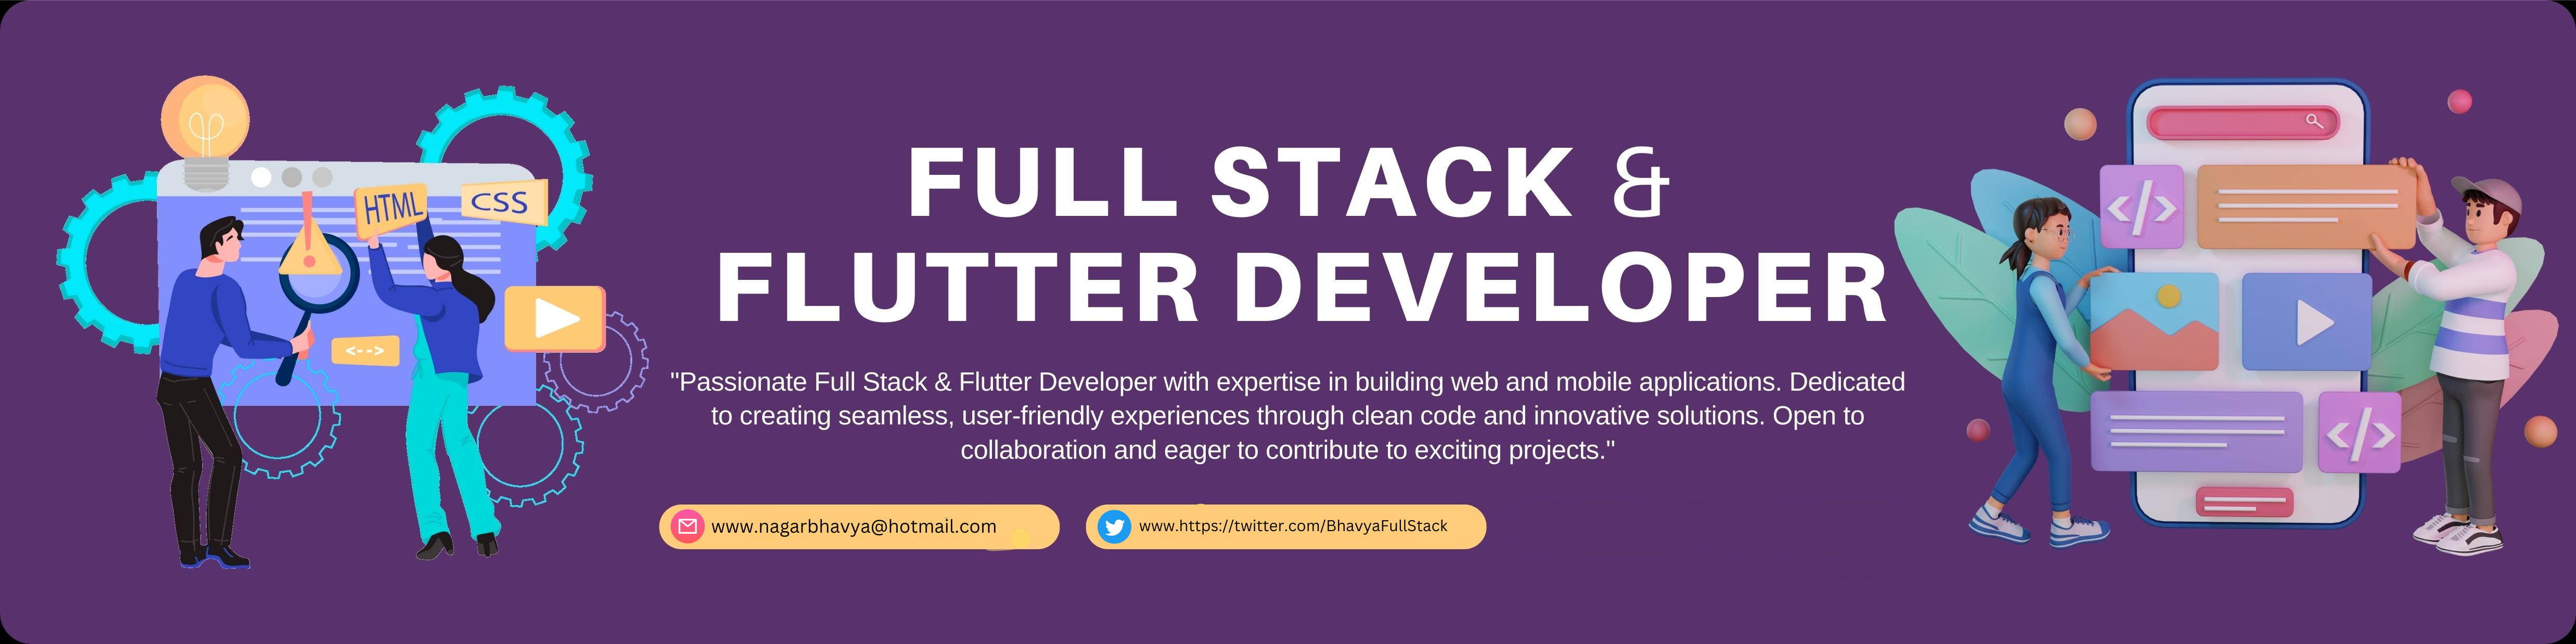 HTML
CSS
<-->
FULL STACK &
FLUTTER DEVELOPER
"Passionate Full Stack & Flutter Developer with expertise in building web and mobile applications. Dedicated
to creating seamless, user-friendly experiences through clean code and innovative solutions. Open to
collaboration and eager to contribute to exciting projects."
www.nagarbhavya@hotmail.com
www.https://twitter.com/BhavyaFullStack
</>
</>